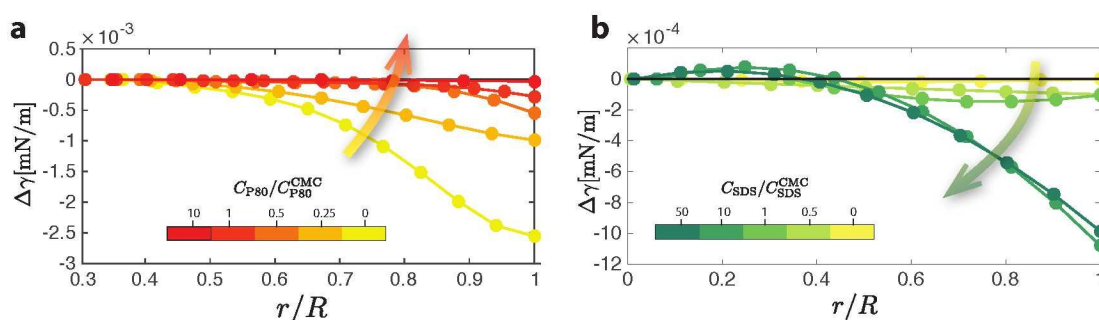 a
×10⁻³
0.5
0
-0.5
-1
-1.5
-2
-2.5
-3
Δγ[mN/m]
C_P80/C_P80^CMC
10 1 0.5 0.25 0
0.3 0.4 0.5 0.6 0.7 0.8 0.9 1
r/R
b
×10⁻⁴
2
0
-2
-4
-6
-8
-10
-12
Δγ[mN/m]
C_SDS/C_SDS^CMC
50 10 1 0.5 0
0 0.2 0.4 0.6 0.8 1
r/R